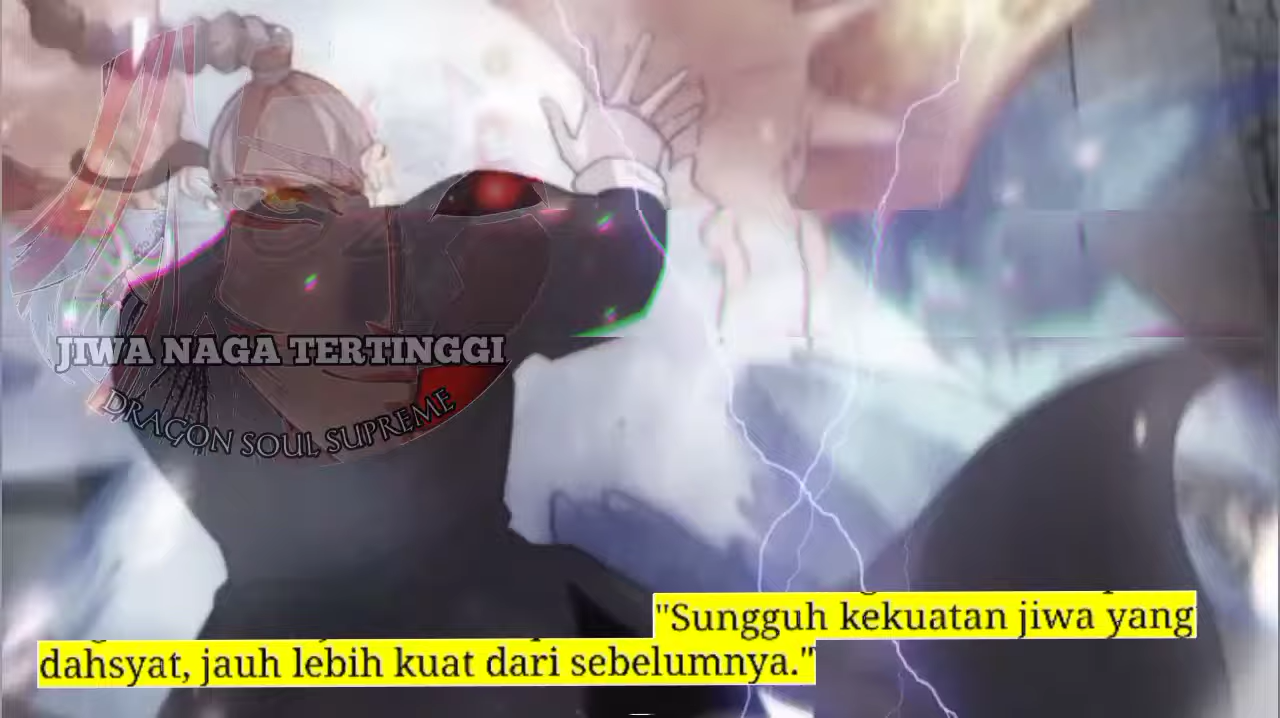 JIWA NAGA TERTINGGI
DRAGON SOUL SUPREME
"Sungguh kekuatan jiwa yang
dahsyat, jauh lebih kuat dari sebelumnya."